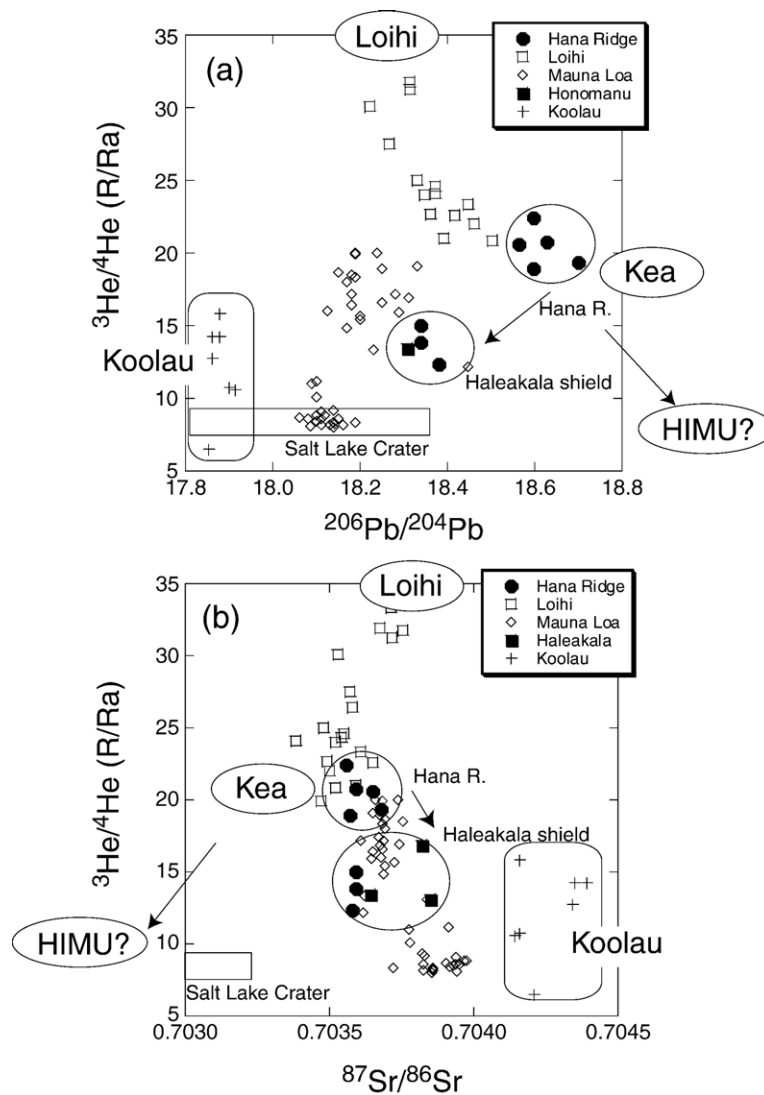 Loihi
(a)
Hana Ridge
Loihi
Mauna Loa
Honomanu
Koolau
35
30
25
20
15
10
5
³He/⁴He (R/Ra)
Kea
Hana R.
Koolau
Haleakala shield
HIMU?
Salt Lake Crater
17.8 18.0 18.2 18.4 18.6 18.8
²⁰⁶Pb/²⁰⁴Pb
Loihi
(b)
Hana Ridge
Loihi
Mauna Loa
Haleakala
Koolau
35
30
25
20
15
10
5
³He/⁴He (R/Ra)
Kea
Hana R.
Haleakala shield
HIMU?
Koolau
Salt Lake Crater
0.7030 0.7035 0.7040 0.7045
⁸⁷Sr/⁸⁶Sr